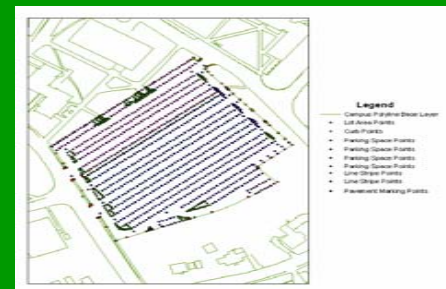 Legend
Campus Polyline Base Layer
Lot Area Points
Curb Points
Parking Space Points
Parking Space Points
Parking Space Points
Parking Space Points
Line Stripe Points
Line Stripe Points
Pavement Marking Points